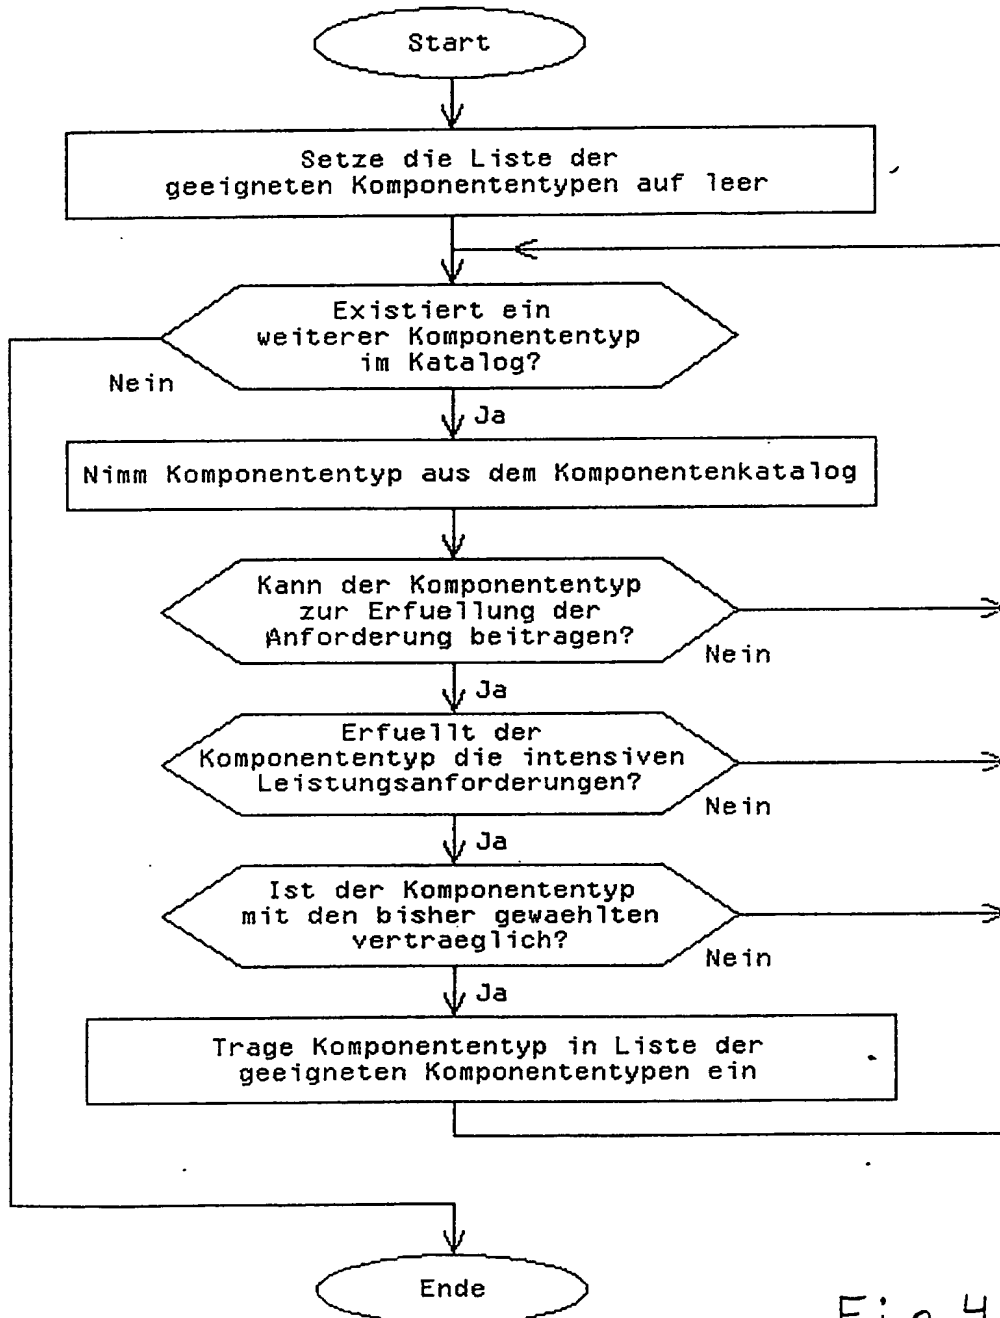 Start
Setze die Liste der
geeigneten Komponententypen auf leer
Existiert ein
weiterer Komponententyp
im Katalog?
Nein
Ja
Nimm Komponententyp aus dem Komponentenkatalog
Kann der Komponententyp
zur Erfuellung der
Anforderung beitragen?
Nein
Ja
Erfuellt der
Komponententyp die intensiven
Leistungsanforderungen?
Nein
Ja
Ist der Komponententyp
mit den bisher gewaehlten
vertraeglich?
Nein
Ja
Trage Komponententyp in Liste der
geeigneten Komponententypen ein
Ende
Fig 4